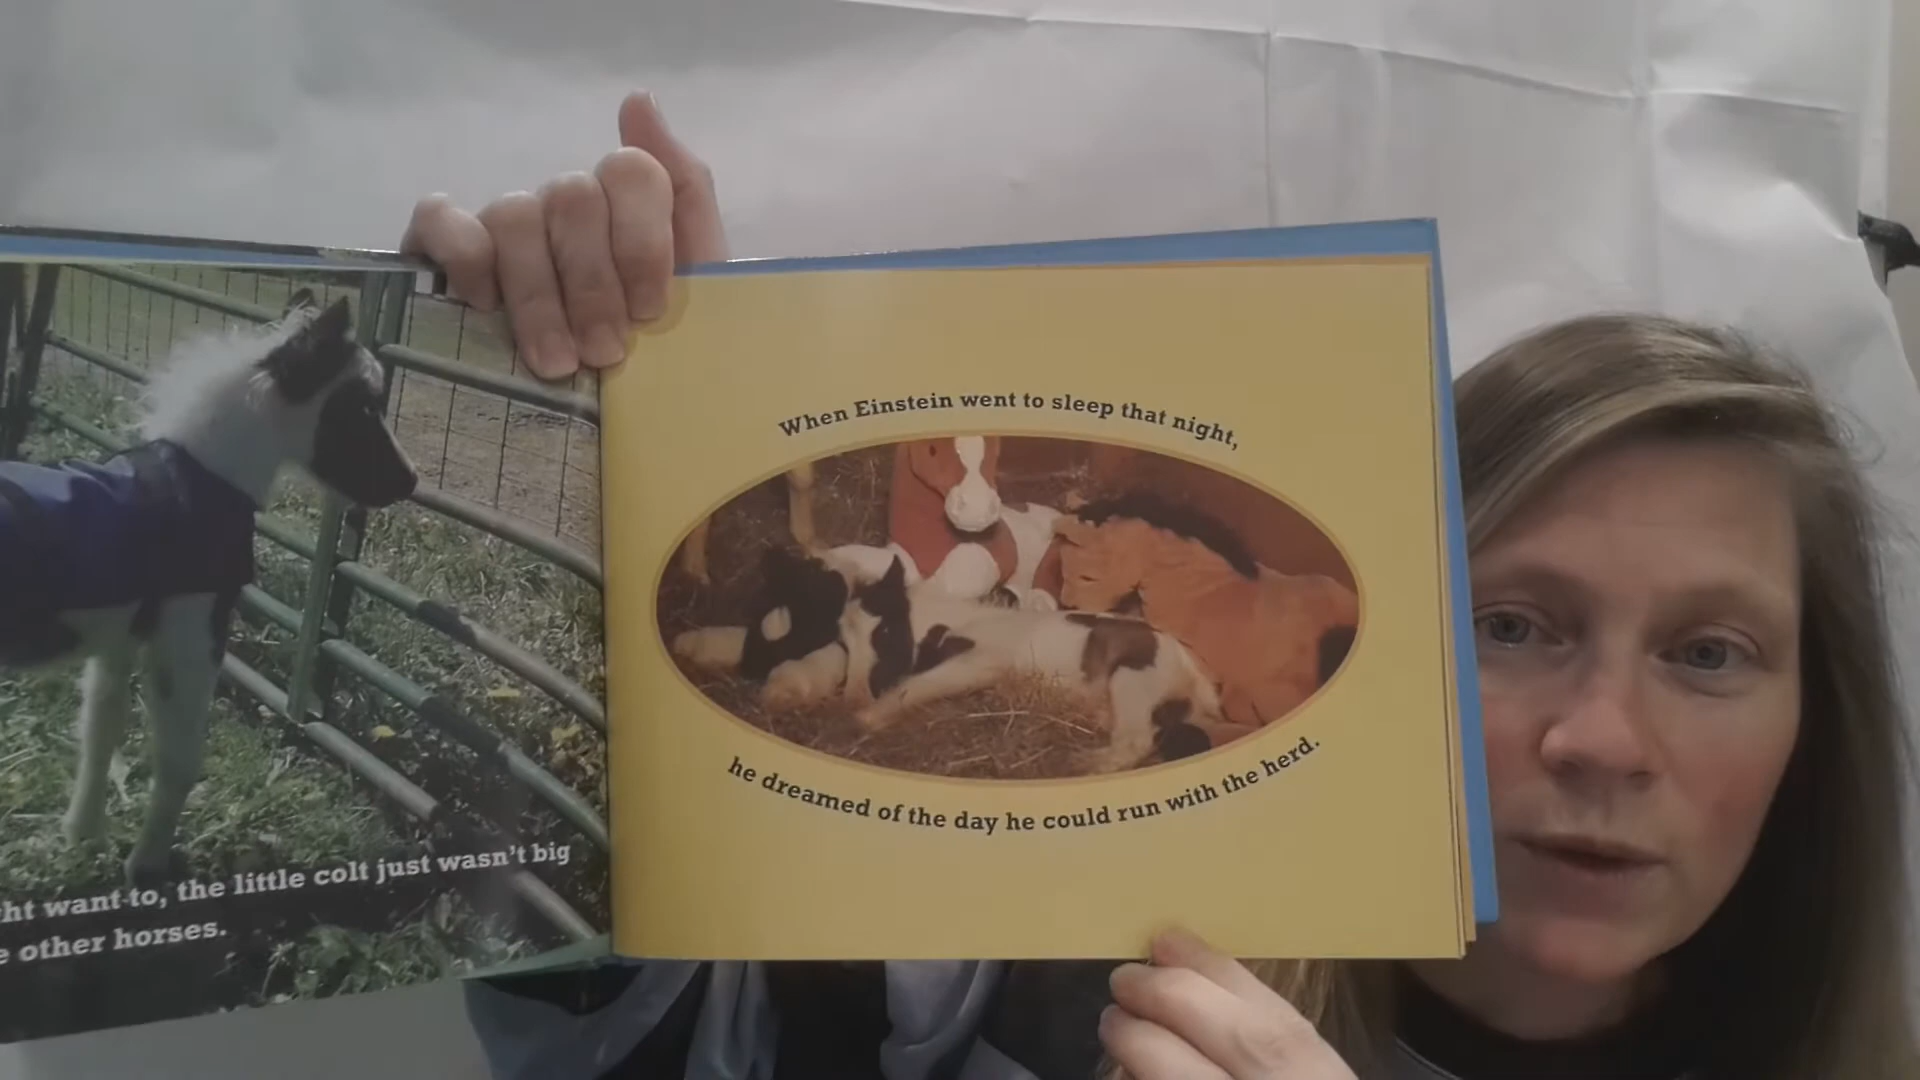 want to, the little colt just wasn't big
other horses.
When Einstein went to sleep that night,
he dreamed of the day he could run with the herd.